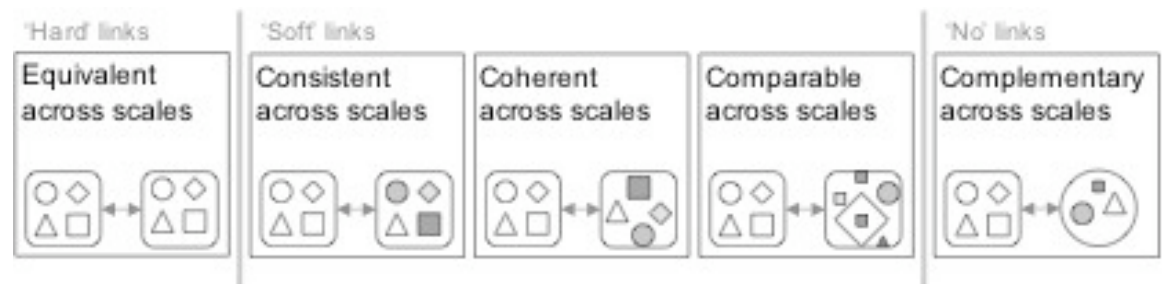 'Hard' links
'Soft' links
'No' links
Equivalent
across scales
Consistent
across scales
Coherent
across scales
Comparable
across scales
Complementary
across scales